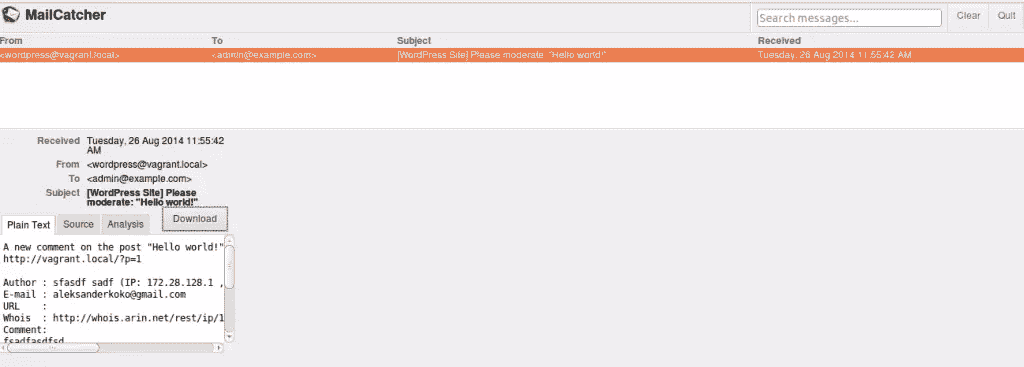 MailCatcher
Search messages...
Clear
Quit
From To Subject Received
<wordpress@vagrant.local> <admin@example.com> [WordPress Site] Please moderate: "Hello world!" Tuesday, 26 Aug 2014 11:55:42 AM
Received Tuesday, 26 Aug 2014 11:55:42
AM
From <wordpress@vagrant.local>
To <admin@example.com>
Subject [WordPress Site] Please
moderate: "Hello world!"
Plain Text Source Analysis Download
A new comment on the post "Hello world!"
http://vagrant.local/?p=1
Author : sfasdf sadf (IP: 172.28.128.1 ,
E-mail : aleksanderkoko@gmail.com
URL :
Whois : http://whois.arin.net/rest/ip/1
Comment:
fsadfasdfsd